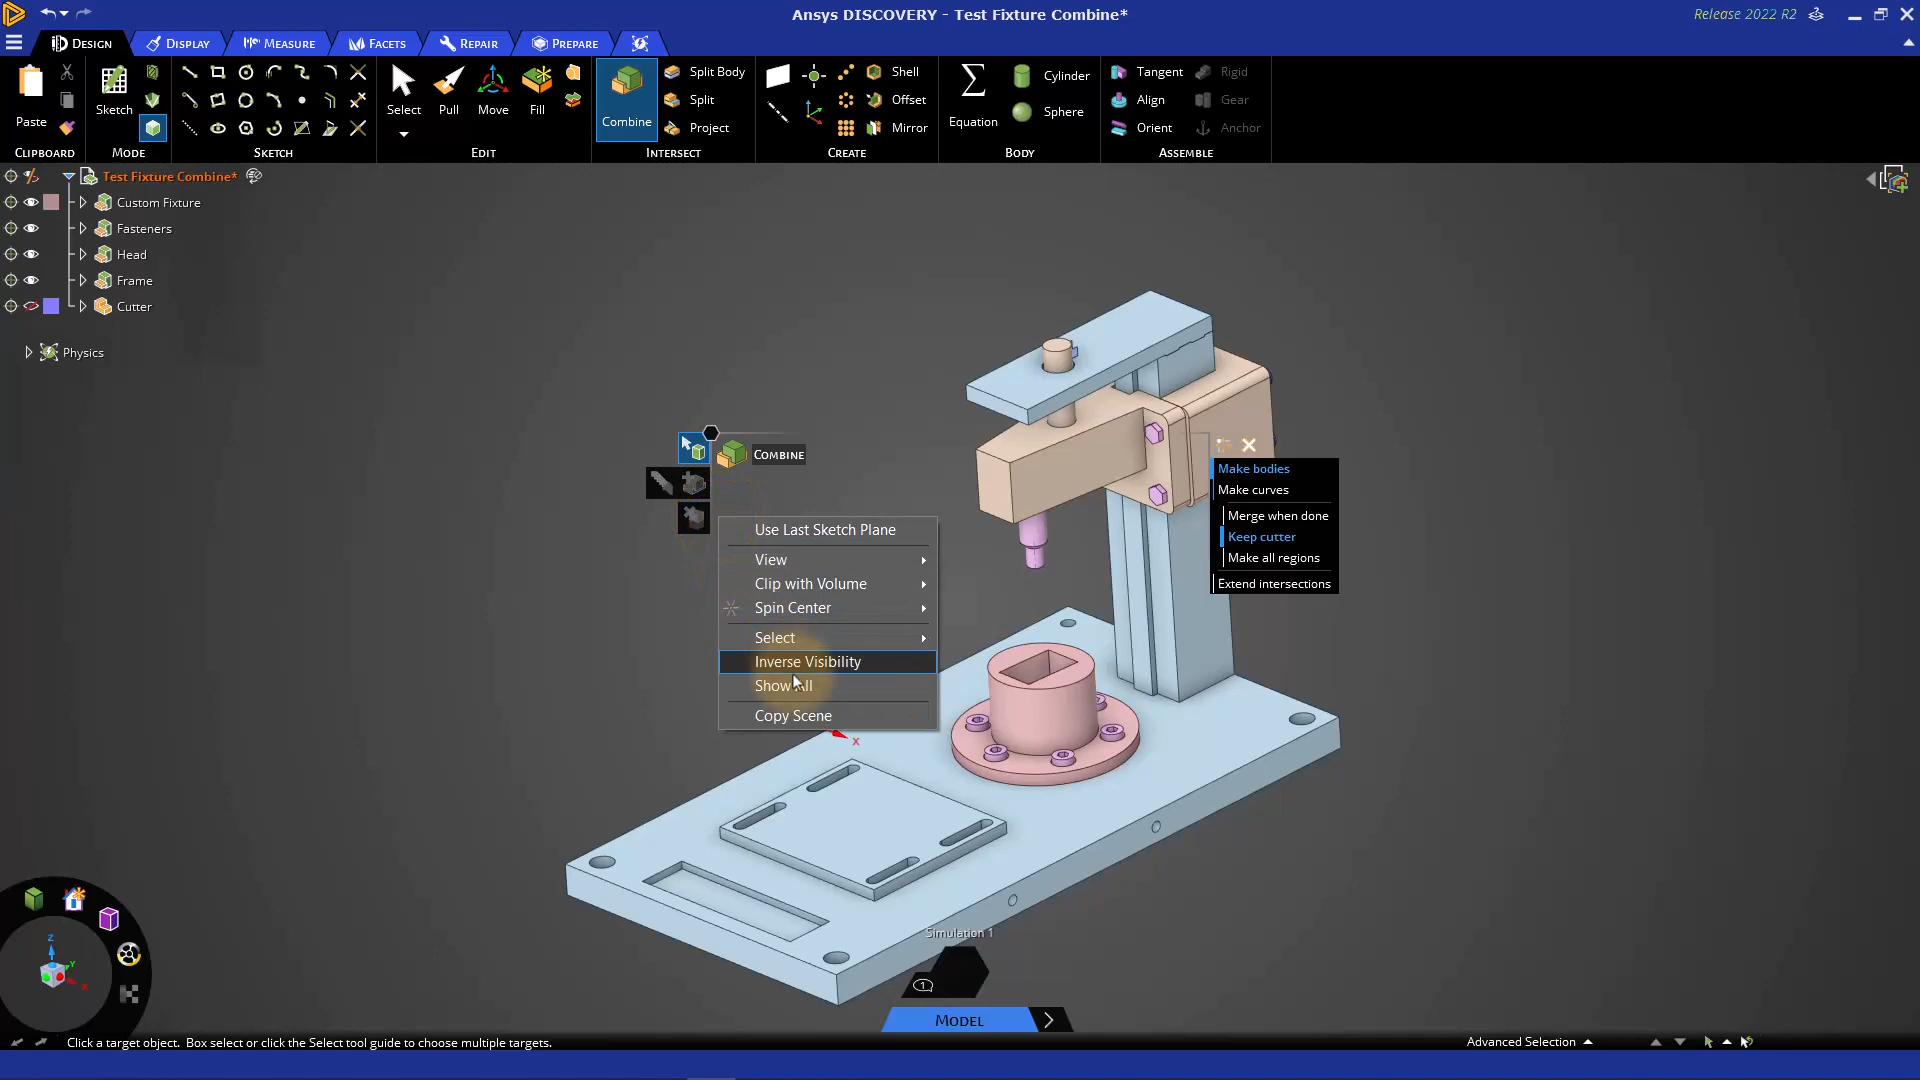 Ansys DISCOVERY - Test Fixture Combine*
Release 2022 R2
DESIGN
DISPLAY
MEASURE
FACETS
REPAIR
PREPARE
Paste
CLIPBOARD
Sketch
MODE
SKETCH
Select
Pull
Move
Fill
EDIT
Combine
Split Body
Split
Project
INTERSECT
Shell
Offset
Mirror
CREATE
Equation
Cylinder
Sphere
BODY
Tangent
Align
Orient
Rigid
Gear
Anchor
ASSEMBLE
Test Fixture Combine*
Custom Fixture
Fasteners
Head
Frame
Cutter
Physics
COMBINE
Use Last Sketch Plane
View
Clip with Volume
Spin Center
Select
Inverse Visibility
Show All
Copy Scene
Make bodies
Make curves
Merge when done
Keep cutter
Make all regions
Extend intersections
X
Z
Y
X
Simulation 1
1
MODEL
Click a target object. Box select or click the Select tool guide to choose multiple targets.
Advanced Selection